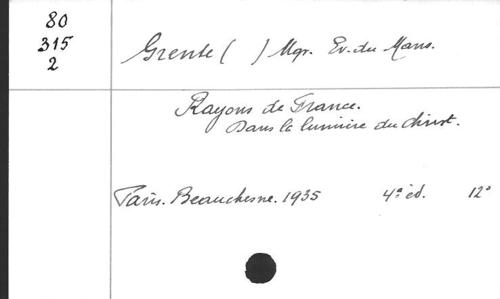 80
315
2
Grente ( ) Mgr. Ev. du Mans.
Rayons de France.
Dans la lumière du Christ.
Paris. Beauchesne. 1935 4e éd. 12°